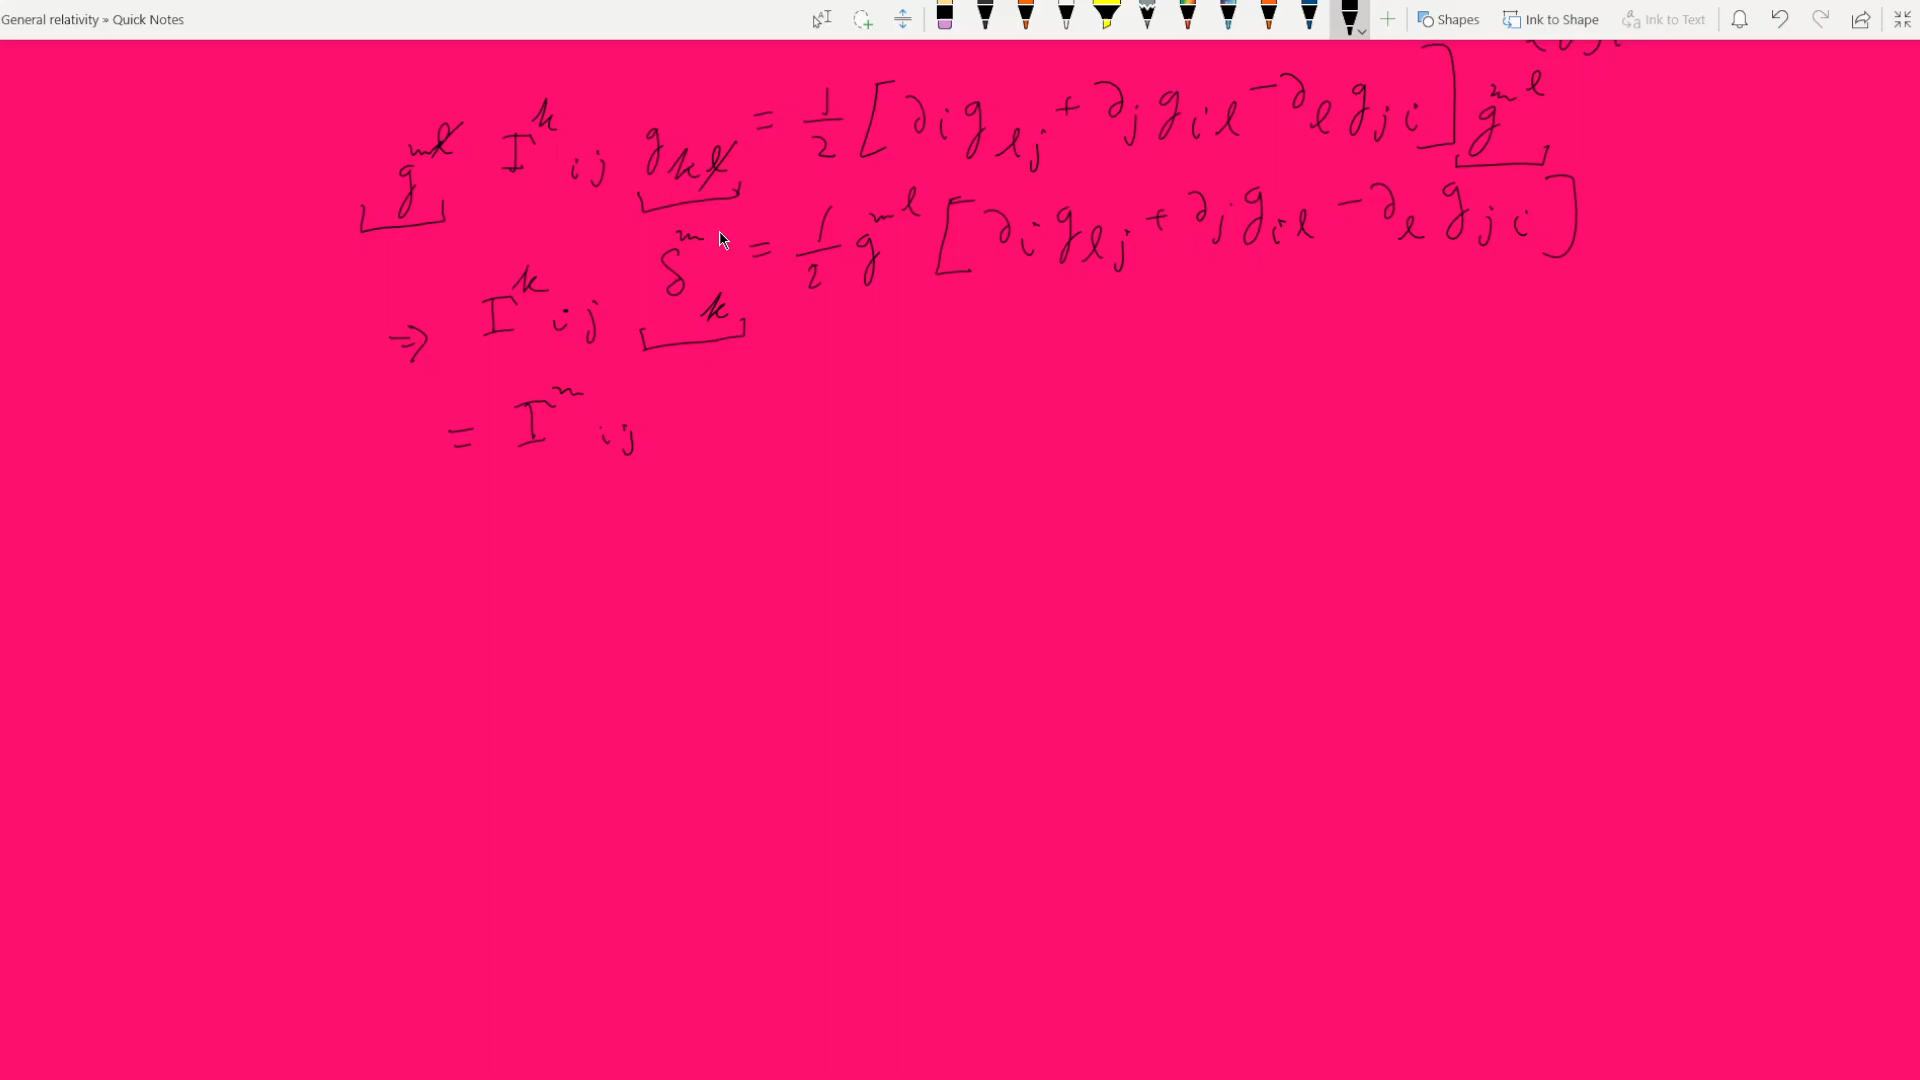 General relativity » Quick Notes Shapes Ink to Shape Ink to Text
g^{ml} I^k_{ij} g_{kl} = 1/2 [∂_i g_{lj} + ∂_j g_{il} - ∂_l g_{ji}] g^{ml}
⇒ I^k_{ij} δ^m_k = 1/2 g^{ml} [∂_i g_{lj} + ∂_j g_{il} - ∂_l g_{ji}]
= I^m_{ij}